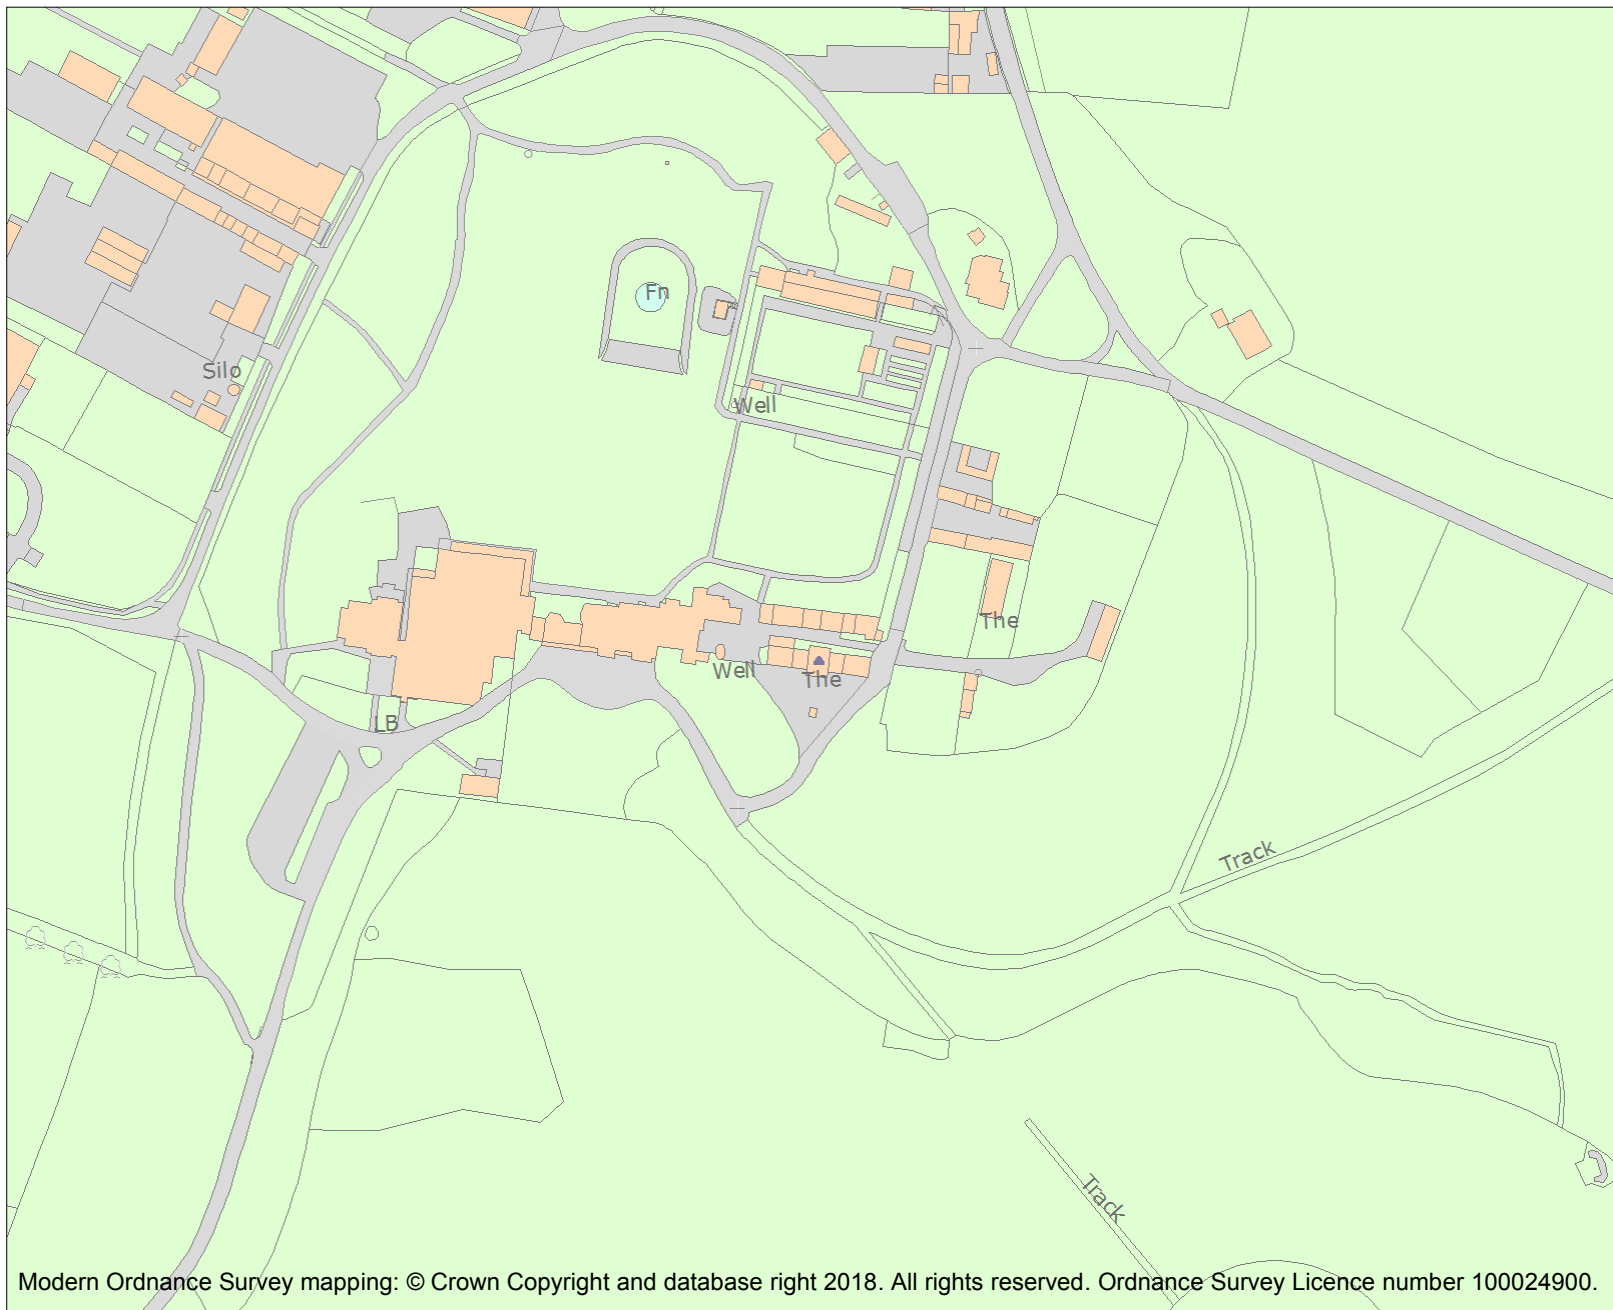 Fn
Silo
Well
The
Well
The
LB
Track
Track
Modern Ordnance Survey mapping: © Crown Copyright and database right 2018. All rights reserved. Ordnance Survey Licence number 100024900.